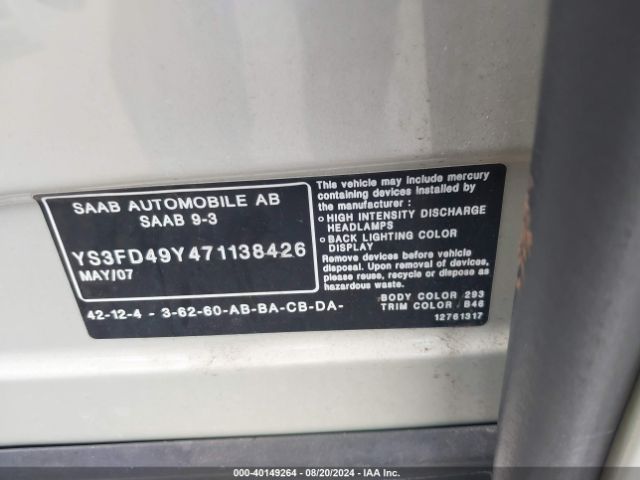 SAAB AUTOMOBILE AB
SAAB 9-3
YS3FD49Y471138426
MAY/07
This vehicle may include mercury
containing devices installed by
the manufacturer :
o HIGH INTENSITY DISCHARGE
HEADLAMPS
o BACK LIGHTING COLOR
DISPLAY
Remove devices before vehicle
disposal. Upon removal of devices,
please reuse, recycle or dispose as
hazardous waste.
42-12-4 - 3-62-60-AB-BA-CB-DA-
BODY COLOR 293
TRIM COLOR B46
12761317
000-40149264 - 08/20/2024 - IAA Inc.